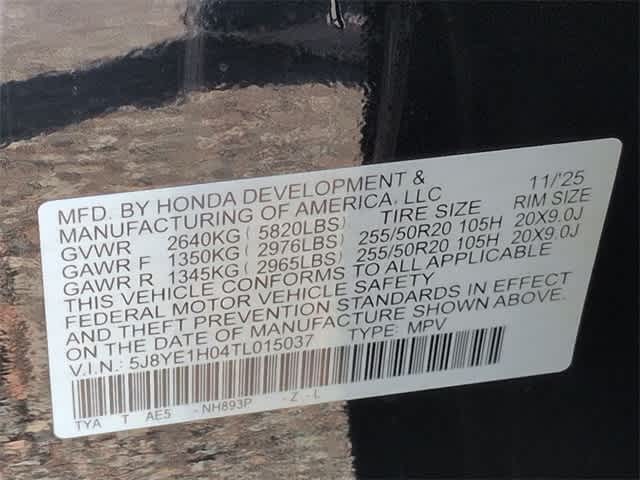 MFD. BY HONDA DEVELOPMENT & 11/'25
MANUFACTURING OF AMERICA, LLC RIM SIZE
GVWR 2640KG (5820LBS) TIRE SIZE 20X9.0J
GAWR F 1350KG (2976LBS) 255/50R20 105H 20X9.0J
GAWR R 1345KG (2965LBS) 255/50R20 105H
THIS VEHICLE CONFORMS TO ALL APPLICABLE
FEDERAL MOTOR VEHICLE SAFETY
AND THEFT PREVENTION STANDARDS IN EFFECT
ON THE DATE OF MANUFACTURE SHOWN ABOVE.
V.I.N.: 5J8YE1H04TL015037 TYPE: MPV
TYA T AE5 -NH893P -Z -L